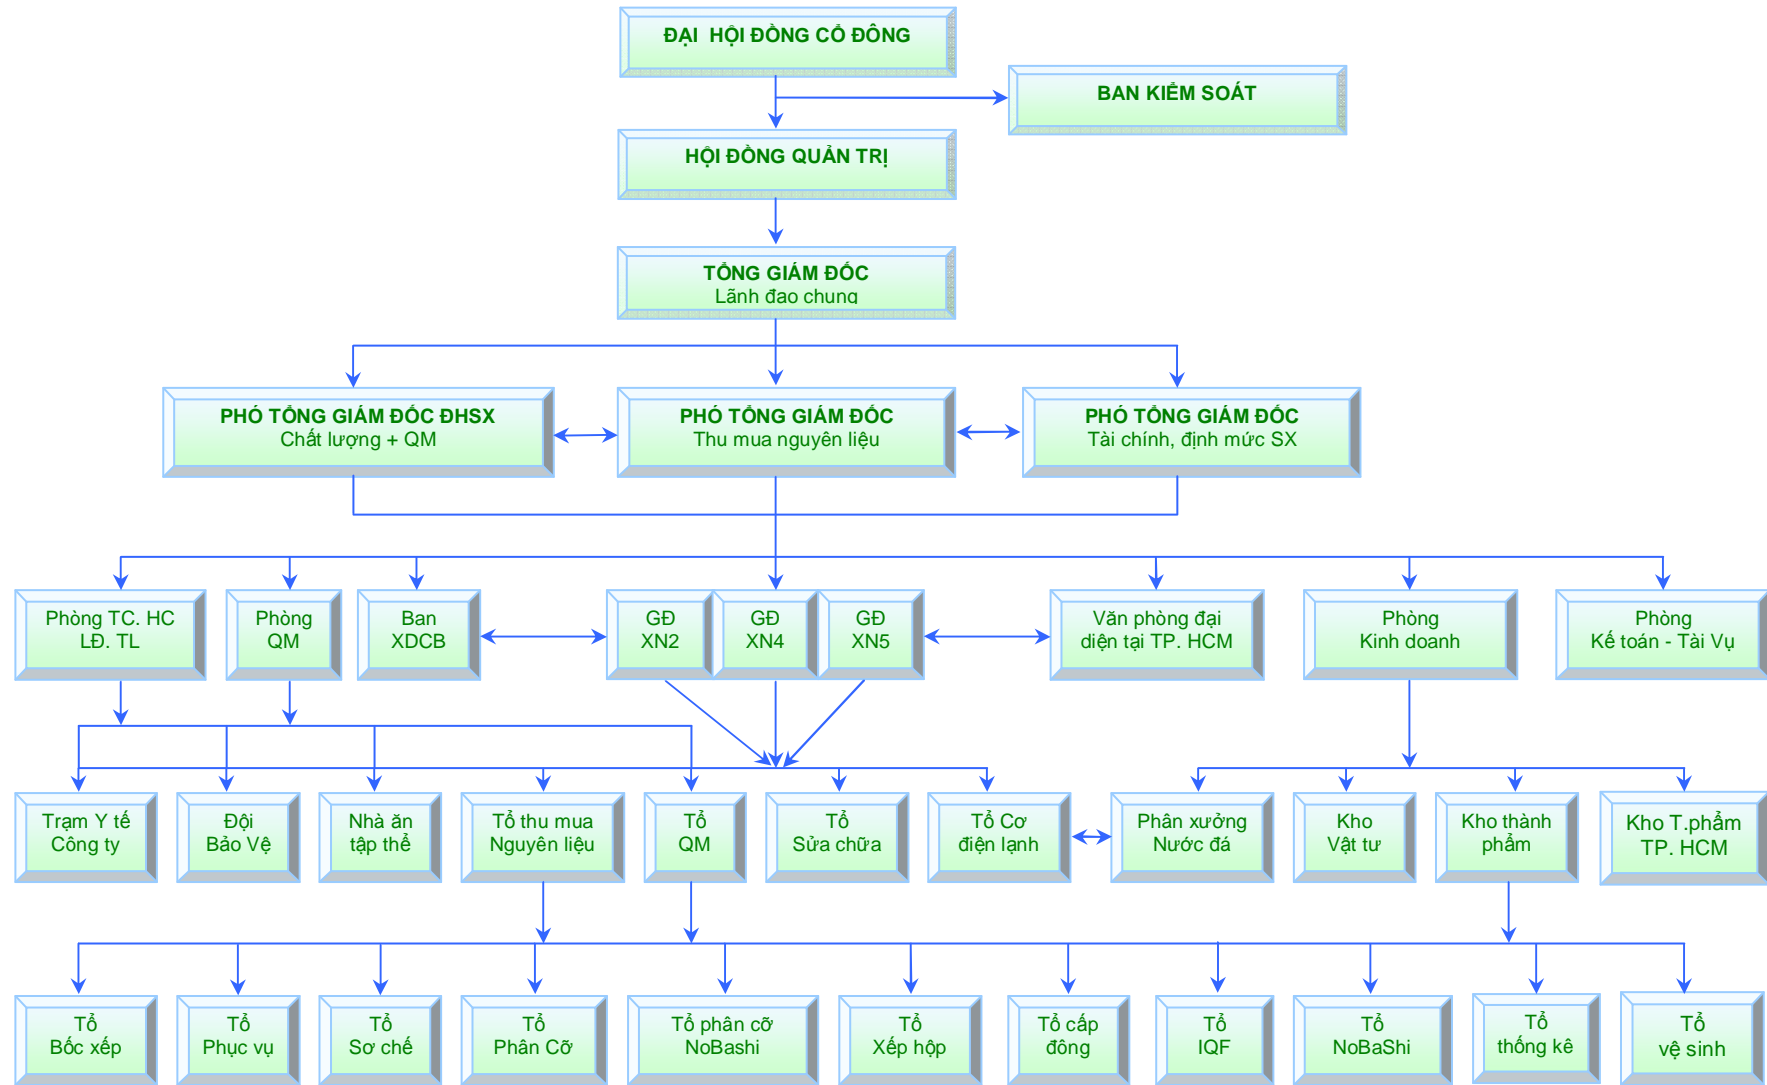 ĐẠI HỘI ĐỒNG CỔ ĐÔNG
BAN KIỂM SOÁT
HỘI ĐỒNG QUẢN TRỊ
TỔNG GIÁM ĐỐC
Lãnh đạo chung
PHÓ TỔNG GIÁM ĐỐC ĐHSX
Chất lượng + QM
PHÓ TỔNG GIÁM ĐỐC
Thu mua nguyên liệu
PHÓ TỔNG GIÁM ĐỐC
Tài chính, định mức SX
Phòng TC. HC
LĐ. TL
Phòng
QM
Ban
XDCB
GĐ
XN2
GĐ
XN4
GĐ
XN5
Văn phòng đại
diện tại TP. HCM
Phòng
Kinh doanh
Phòng
Kế toán - Tài Vụ
Trạm Y tế
Công ty
Đội
Bảo Vệ
Nhà ăn
tập thể
Tổ thu mua
Nguyên liệu
Tổ
QM
Tổ
Sửa chữa
Tổ Cơ
điện lạnh
Phân xưởng
Nước đá
Kho
Vật tư
Kho thành
phẩm
Kho T.phẩm
TP. HCM
Tổ
Bốc xếp
Tổ
Phục vụ
Tổ
Sơ chế
Tổ
Phân Cỡ
Tổ phân cỡ
NoBashi
Tổ
Xếp hộp
Tổ cấp
đông
Tổ
IQF
Tổ
NoBaShi
Tổ
thống kê
Tổ
vệ sinh